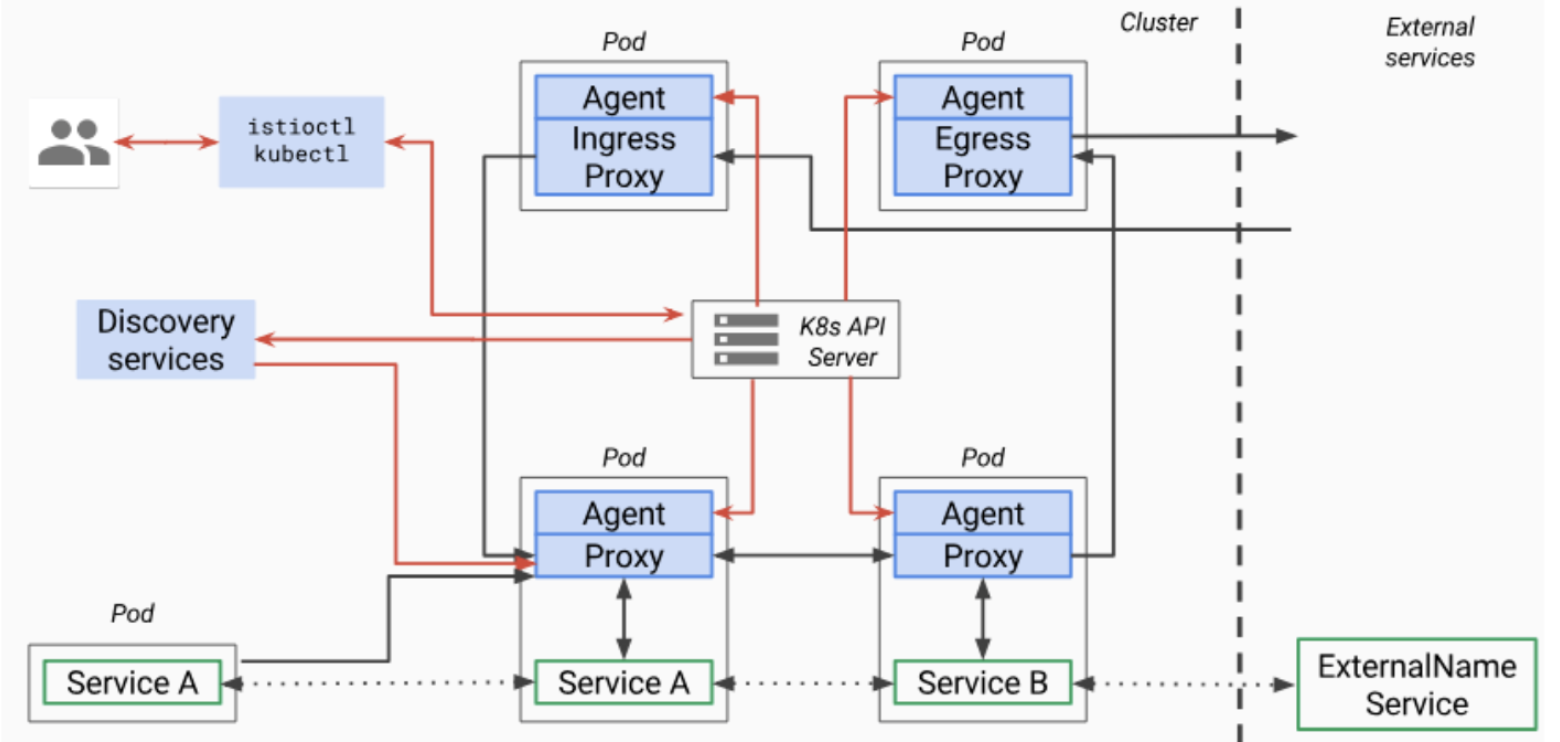 Cluster
External
services
Pod
Pod
istioctl
kubectl
Agent
Ingress
Proxy
Agent
Egress
Proxy
Discovery
services
K8s API
Server
Pod
Pod
Agent
Proxy
Agent
Proxy
Pod
Service A
Service A
Service B
ExternalName
Service